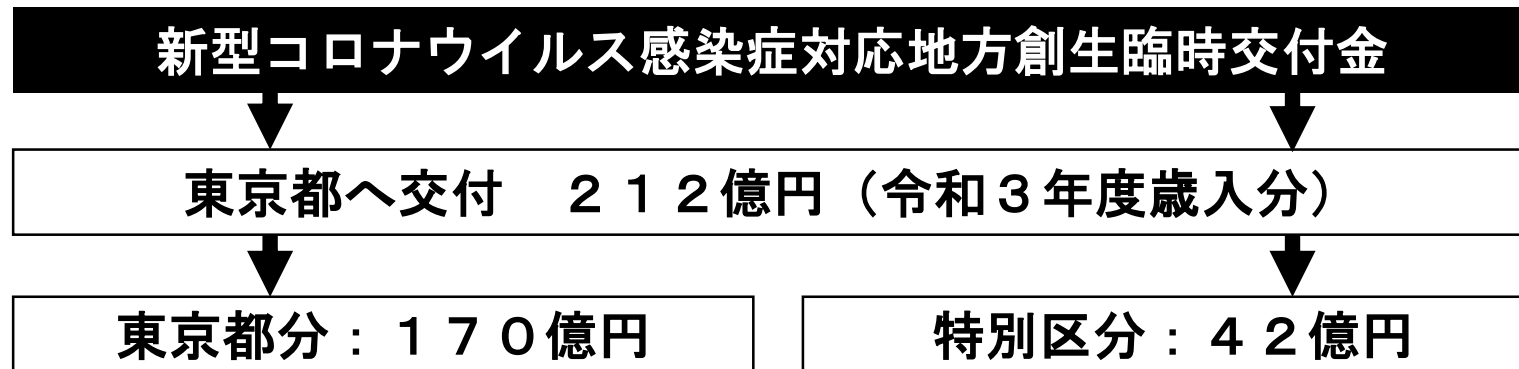 新型コロナウイルス感染症対応地方創生臨時交付金
東京都へ交付　２１２億円（令和３年度歳入分）
東京都分：１７０億円
特別区分：４２億円